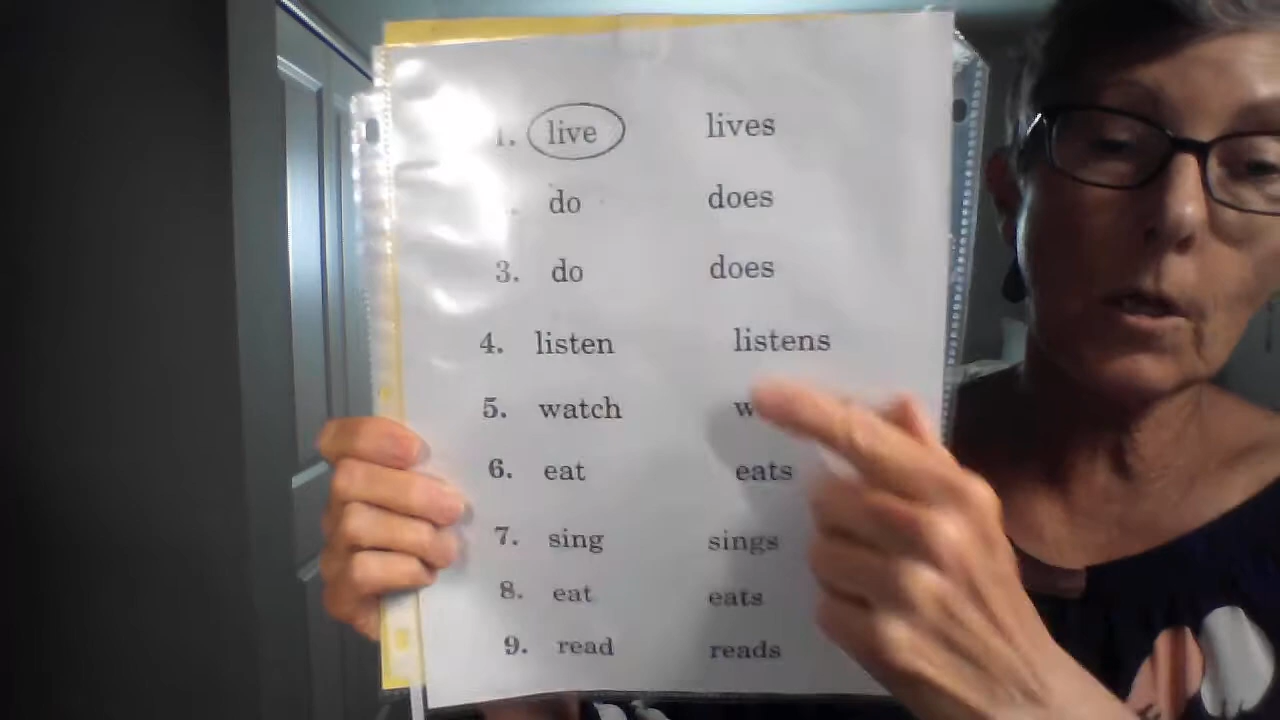 1. live lives
do does
3. do does
4. listen listens
5. watch
6. eat eats
7. sing sings
8. eat eats
9. read reads